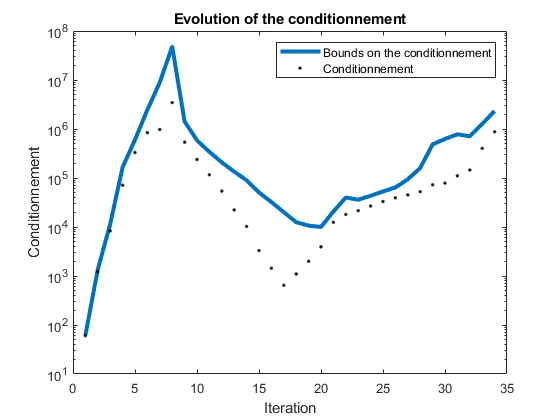 Evolution of the conditionnement
Bounds on the conditionnement
Conditionnement
Conditionnement
10^8
10^7
10^6
10^5
10^4
10^3
10^2
10^1
0 5 10 15 20 25 30 35
Iteration